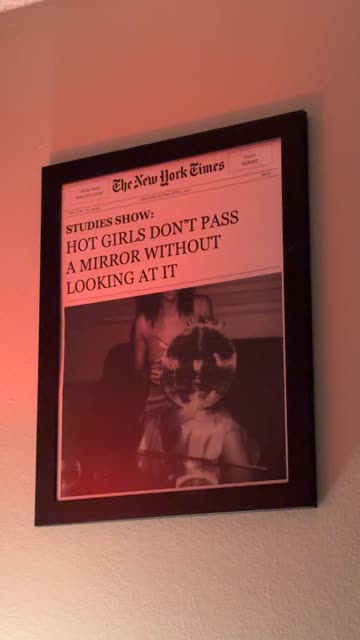 The New York Times
STUDIES SHOW:
HOT GIRLS DON'T PASS
A MIRROR WITHOUT
LOOKING AT IT